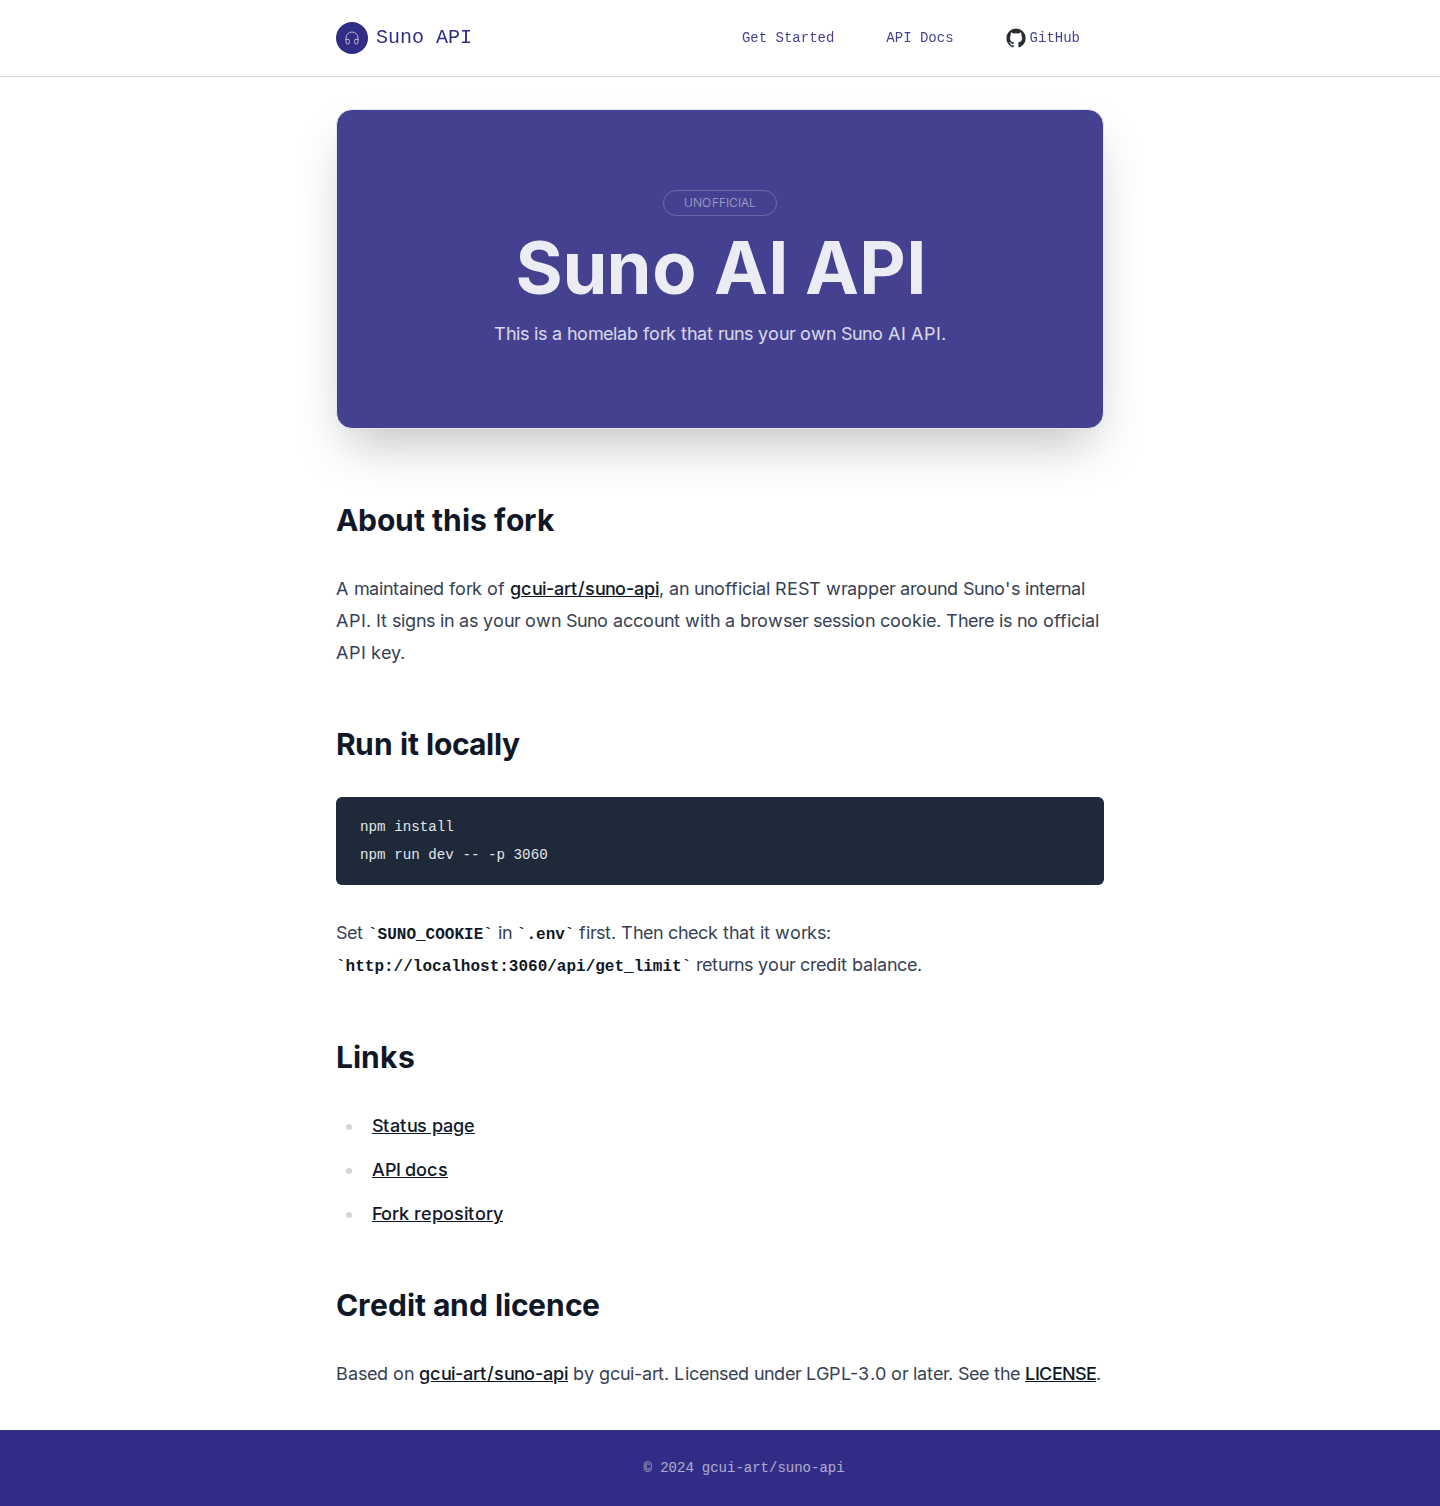 Suno API
Get Started
API Docs
GitHub
UNOFFICIAL
Suno AI API
This is a homelab fork that runs your own Suno AI API.
About this fork
A maintained fork of gcui-art/suno-api, an unofficial REST wrapper around Suno's internal
API. It signs in as your own Suno account with a browser session cookie. There is no official
API key.
Run it locally
npm install
npm run dev -- -p 3060
Set `SUNO_COOKIE` in `.env` first. Then check that it works:
`http://localhost:3060/api/get_limit` returns your credit balance.
Links
Status page
API docs
Fork repository
Credit and licence
Based on gcui-art/suno-api by gcui-art. Licensed under LGPL-3.0 or later. See the LICENSE.
© 2024 gcui-art/suno-api